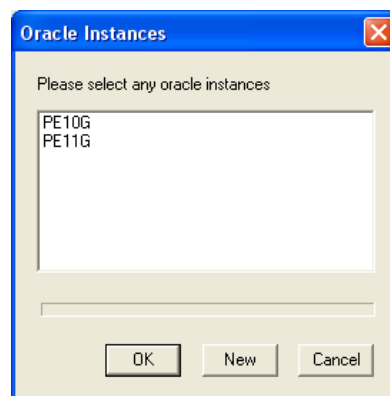 Oracle Instances
Please select any oracle instances
PE10G
PE11G
OK New Cancel